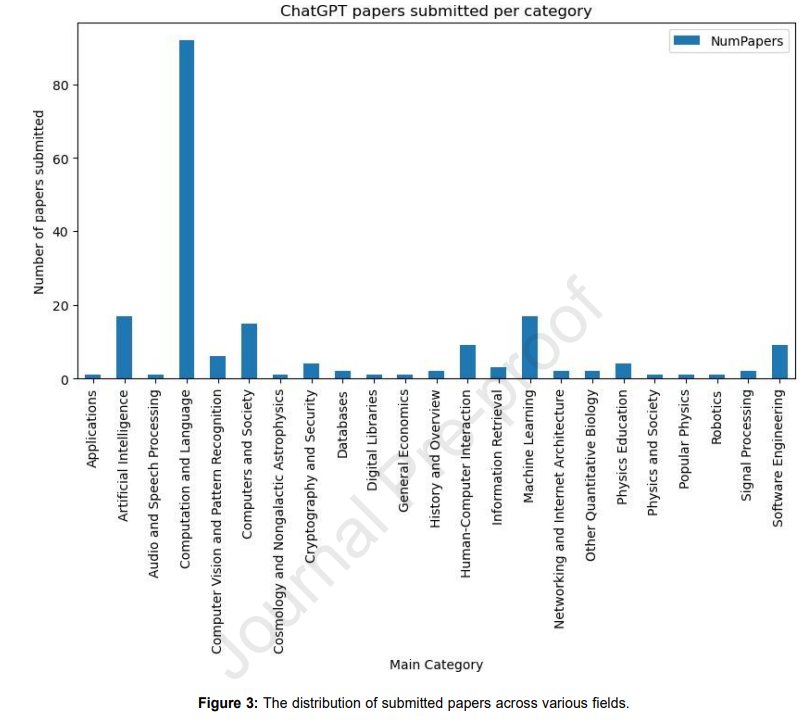 ChatGPT papers submitted per category
NumPapers
Number of papers submitted
80
60
40
20
0
Applications
Artificial Intelligence
Audio and Speech Processing
Computation and Language
Computer Vision and Pattern Recognition
Computers and Society
Cosmology and Nongalactic Astrophysics
Cryptography and Security
Databases
Digital Libraries
General Economics
History and Overview
Human-Computer Interaction
Information Retrieval
Machine Learning
Networking and Internet Architecture
Other Quantitative Biology
Physics Education
Physics and Society
Popular Physics
Robotics
Signal Processing
Software Engineering
Main Category
Journal Pre-proof
Figure 3: The distribution of submitted papers across various fields.